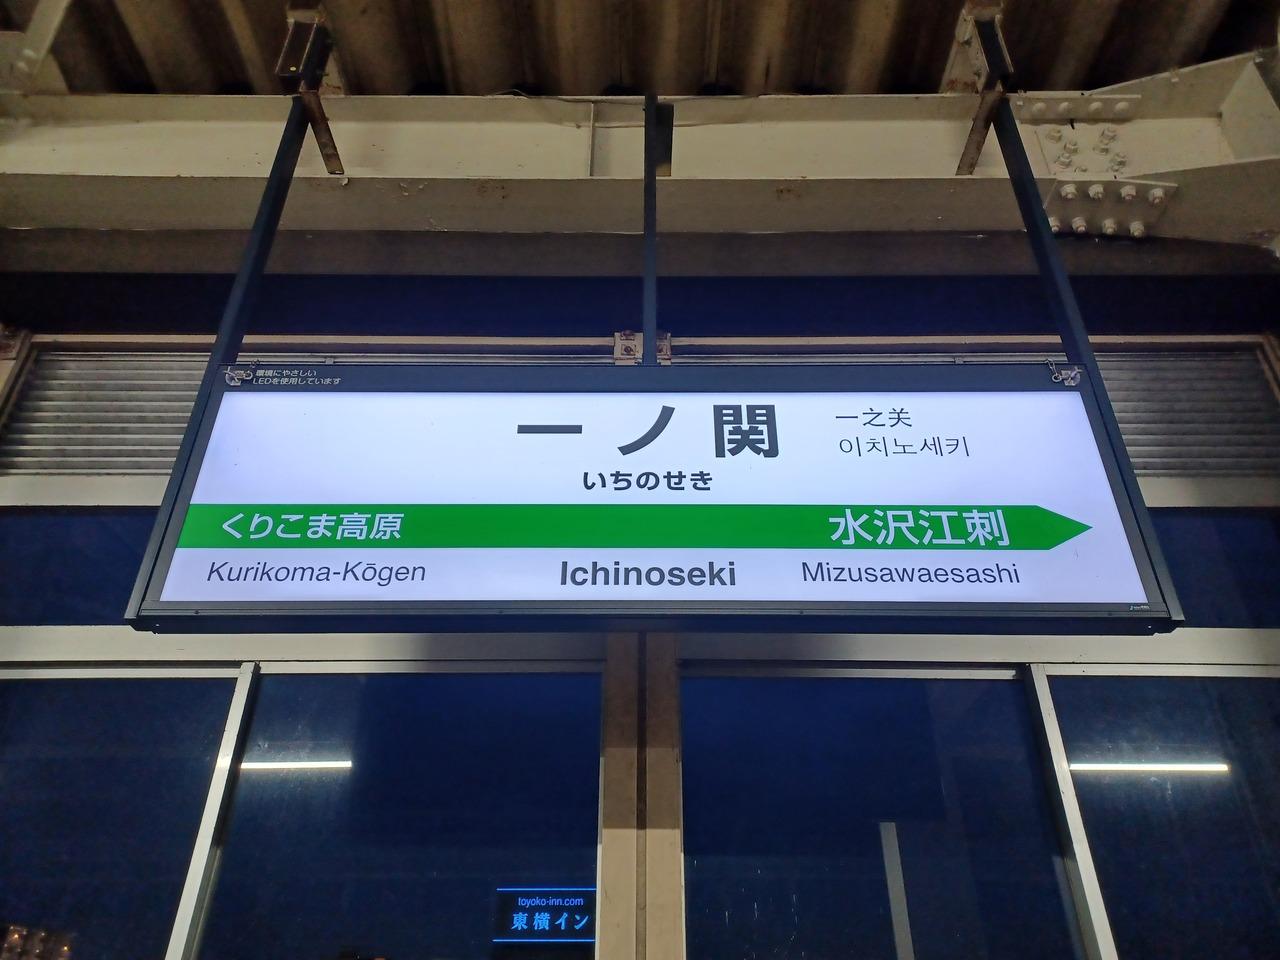 環境にやさしい
LEDを使用しています
一ノ関
一之关
이치노세키
いちのせき
くりこま高原
水沢江刺
Kurikoma-Kōgen
Ichinoseki
Mizusawaesashi
toyoko-inn.com
東横イン